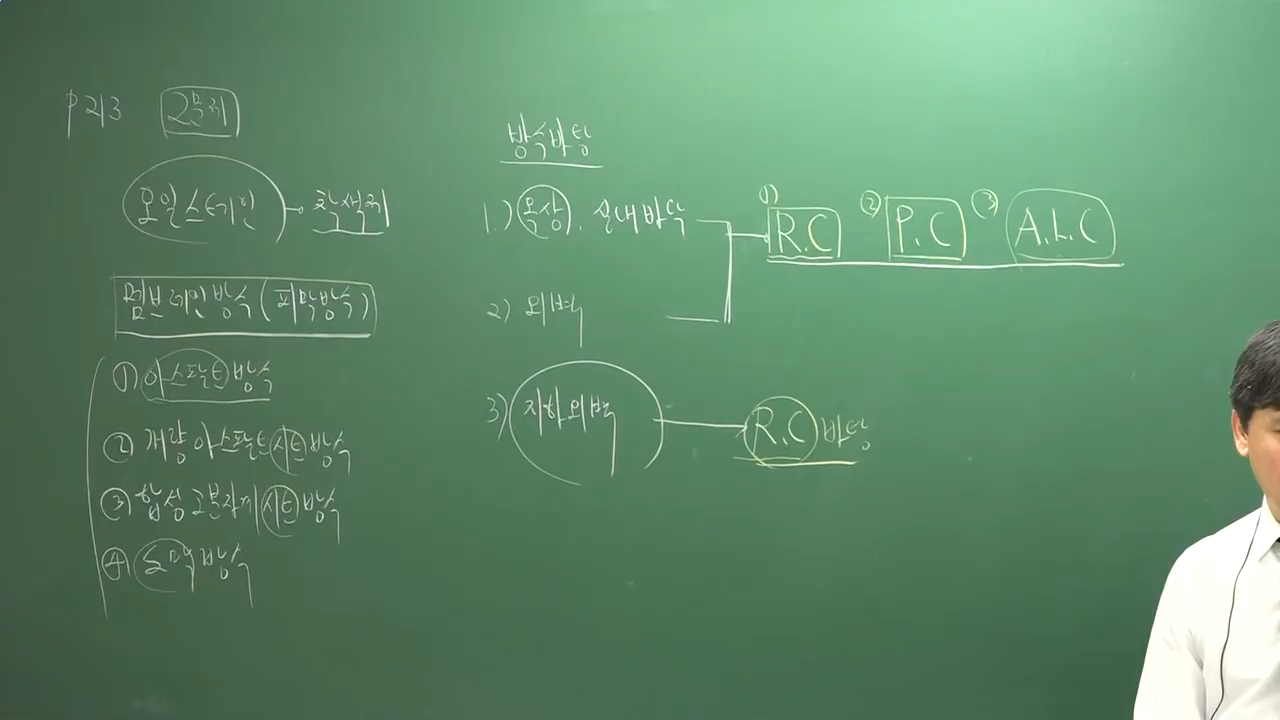 P213 2문제
오일스테인 착색제
멤브레인방수(피막방수)
① 아스팔트방수
② 개량아스팔트시트방수
③ 합성고분자계시트방수
④ 도막방수
방수바탕
1.) 옥상, 실내바닥
① R.C ② P.C ③ A.L.C
2) 외벽
3) 지하외벽 R.C 바탕